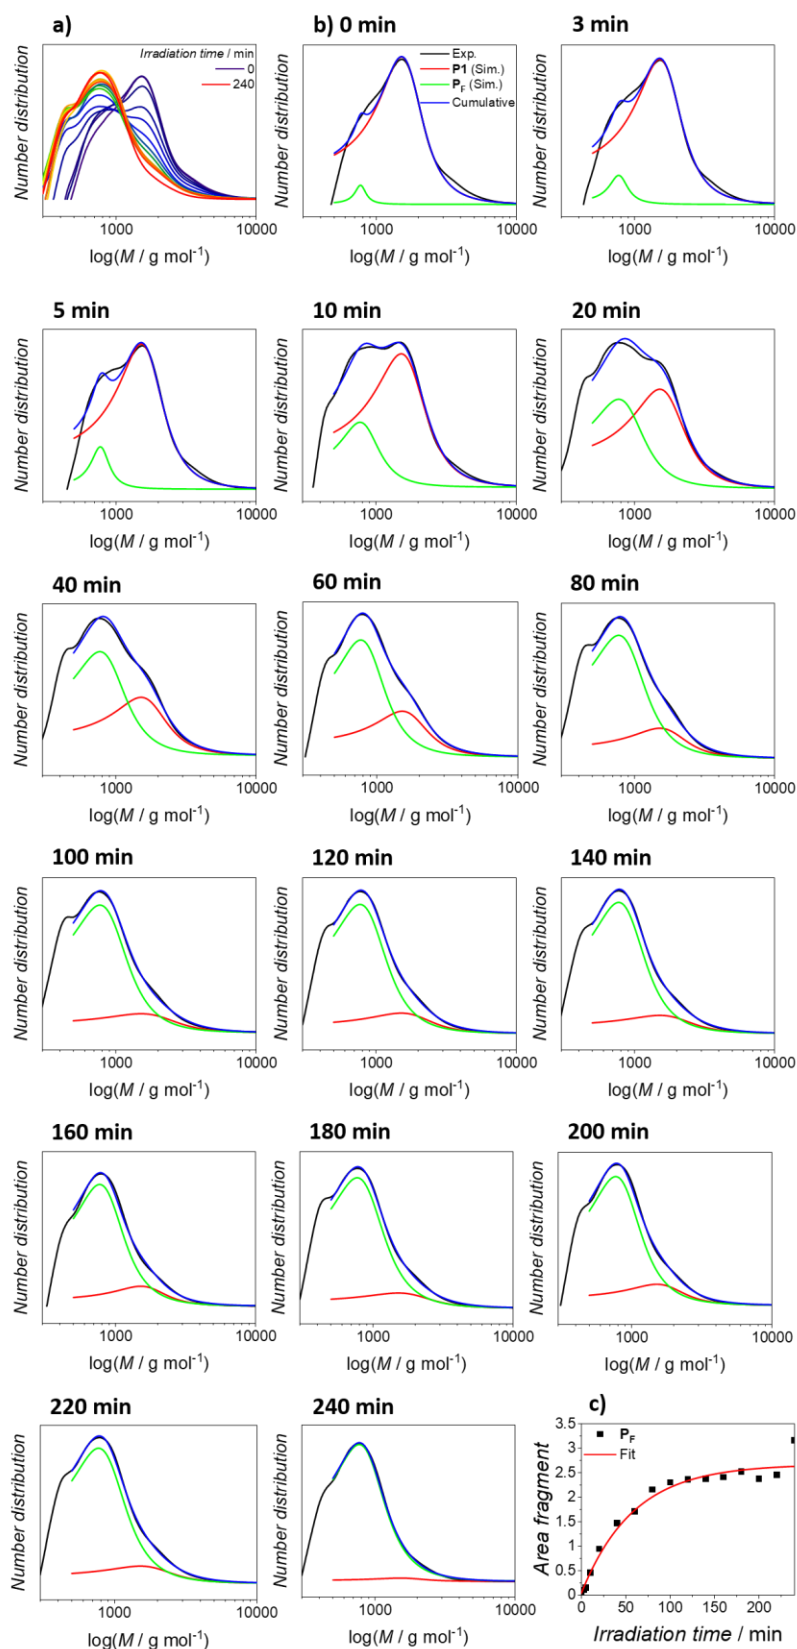 a)
Irradiation time / min
0
240
Number distribution
1000
10000
log(M / g mol⁻¹)
b) 0 min
Exp.
P1 (Sim.)
P_F (Sim.)
Cumulative
Number distribution
1000
10000
log(M / g mol⁻¹)
3 min
Number distribution
1000
10000
log(M / g mol⁻¹)
5 min
Number distribution
1000
10000
log(M / g mol⁻¹)
10 min
Number distribution
1000
10000
log(M / g mol⁻¹)
20 min
Number distribution
1000
10000
log(M / g mol⁻¹)
40 min
Number distribution
1000
10000
log(M / g mol⁻¹)
60 min
Number distribution
1000
10000
log(M / g mol⁻¹)
80 min
Number distribution
1000
10000
log(M / g mol⁻¹)
100 min
Number distribution
1000
10000
log(M / g mol⁻¹)
120 min
Number distribution
1000
10000
log(M / g mol⁻¹)
140 min
Number distribution
1000
10000
log(M / g mol⁻¹)
160 min
Number distribution
1000
10000
log(M / g mol⁻¹)
180 min
Number distribution
1000
10000
log(M / g mol⁻¹)
200 min
Number distribution
1000
10000
log(M / g mol⁻¹)
220 min
Number distribution
1000
10000
log(M / g mol⁻¹)
240 min
Number distribution
1000
10000
log(M / g mol⁻¹)
c)
P_F
Fit
Area fragment
3.5
3
2.5
2
1.5
1
0.5
0
0
50
100
150
200
Irradiation time / min